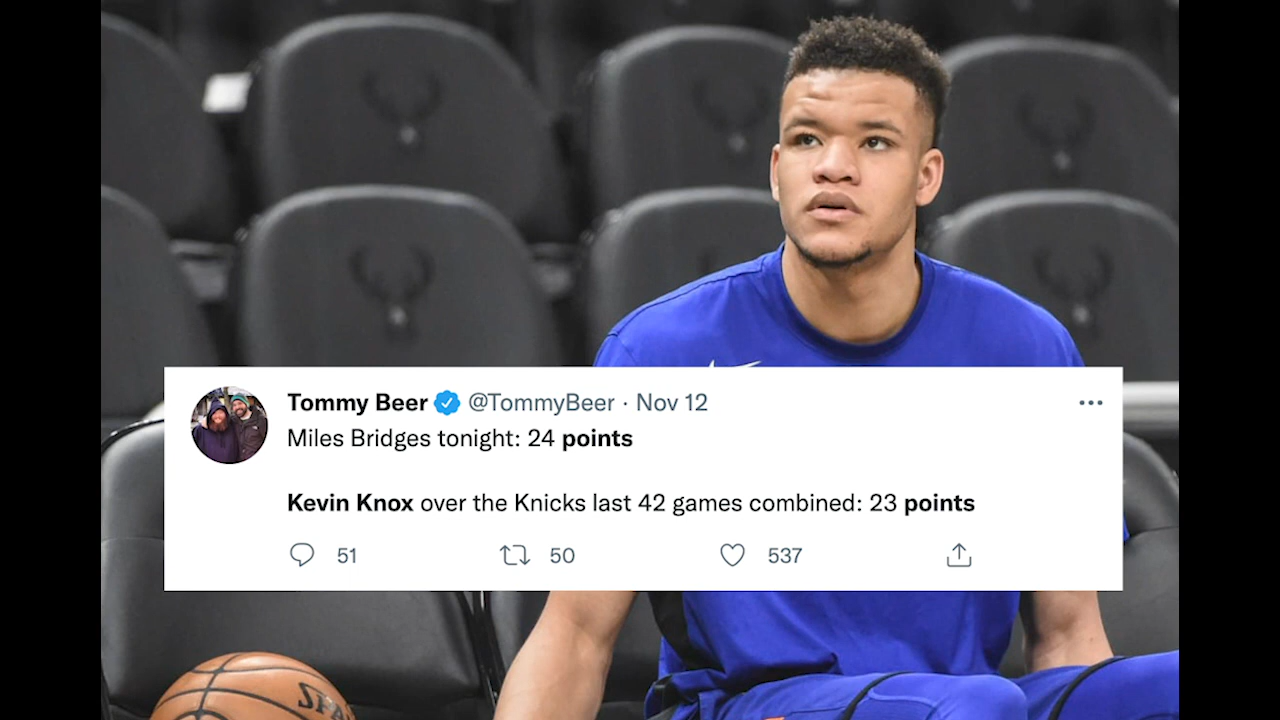 Tommy Beer @TommyBeer · Nov 12
Miles Bridges tonight: 24 points
Kevin Knox over the Knicks last 42 games combined: 23 points
51 50 537
SPA